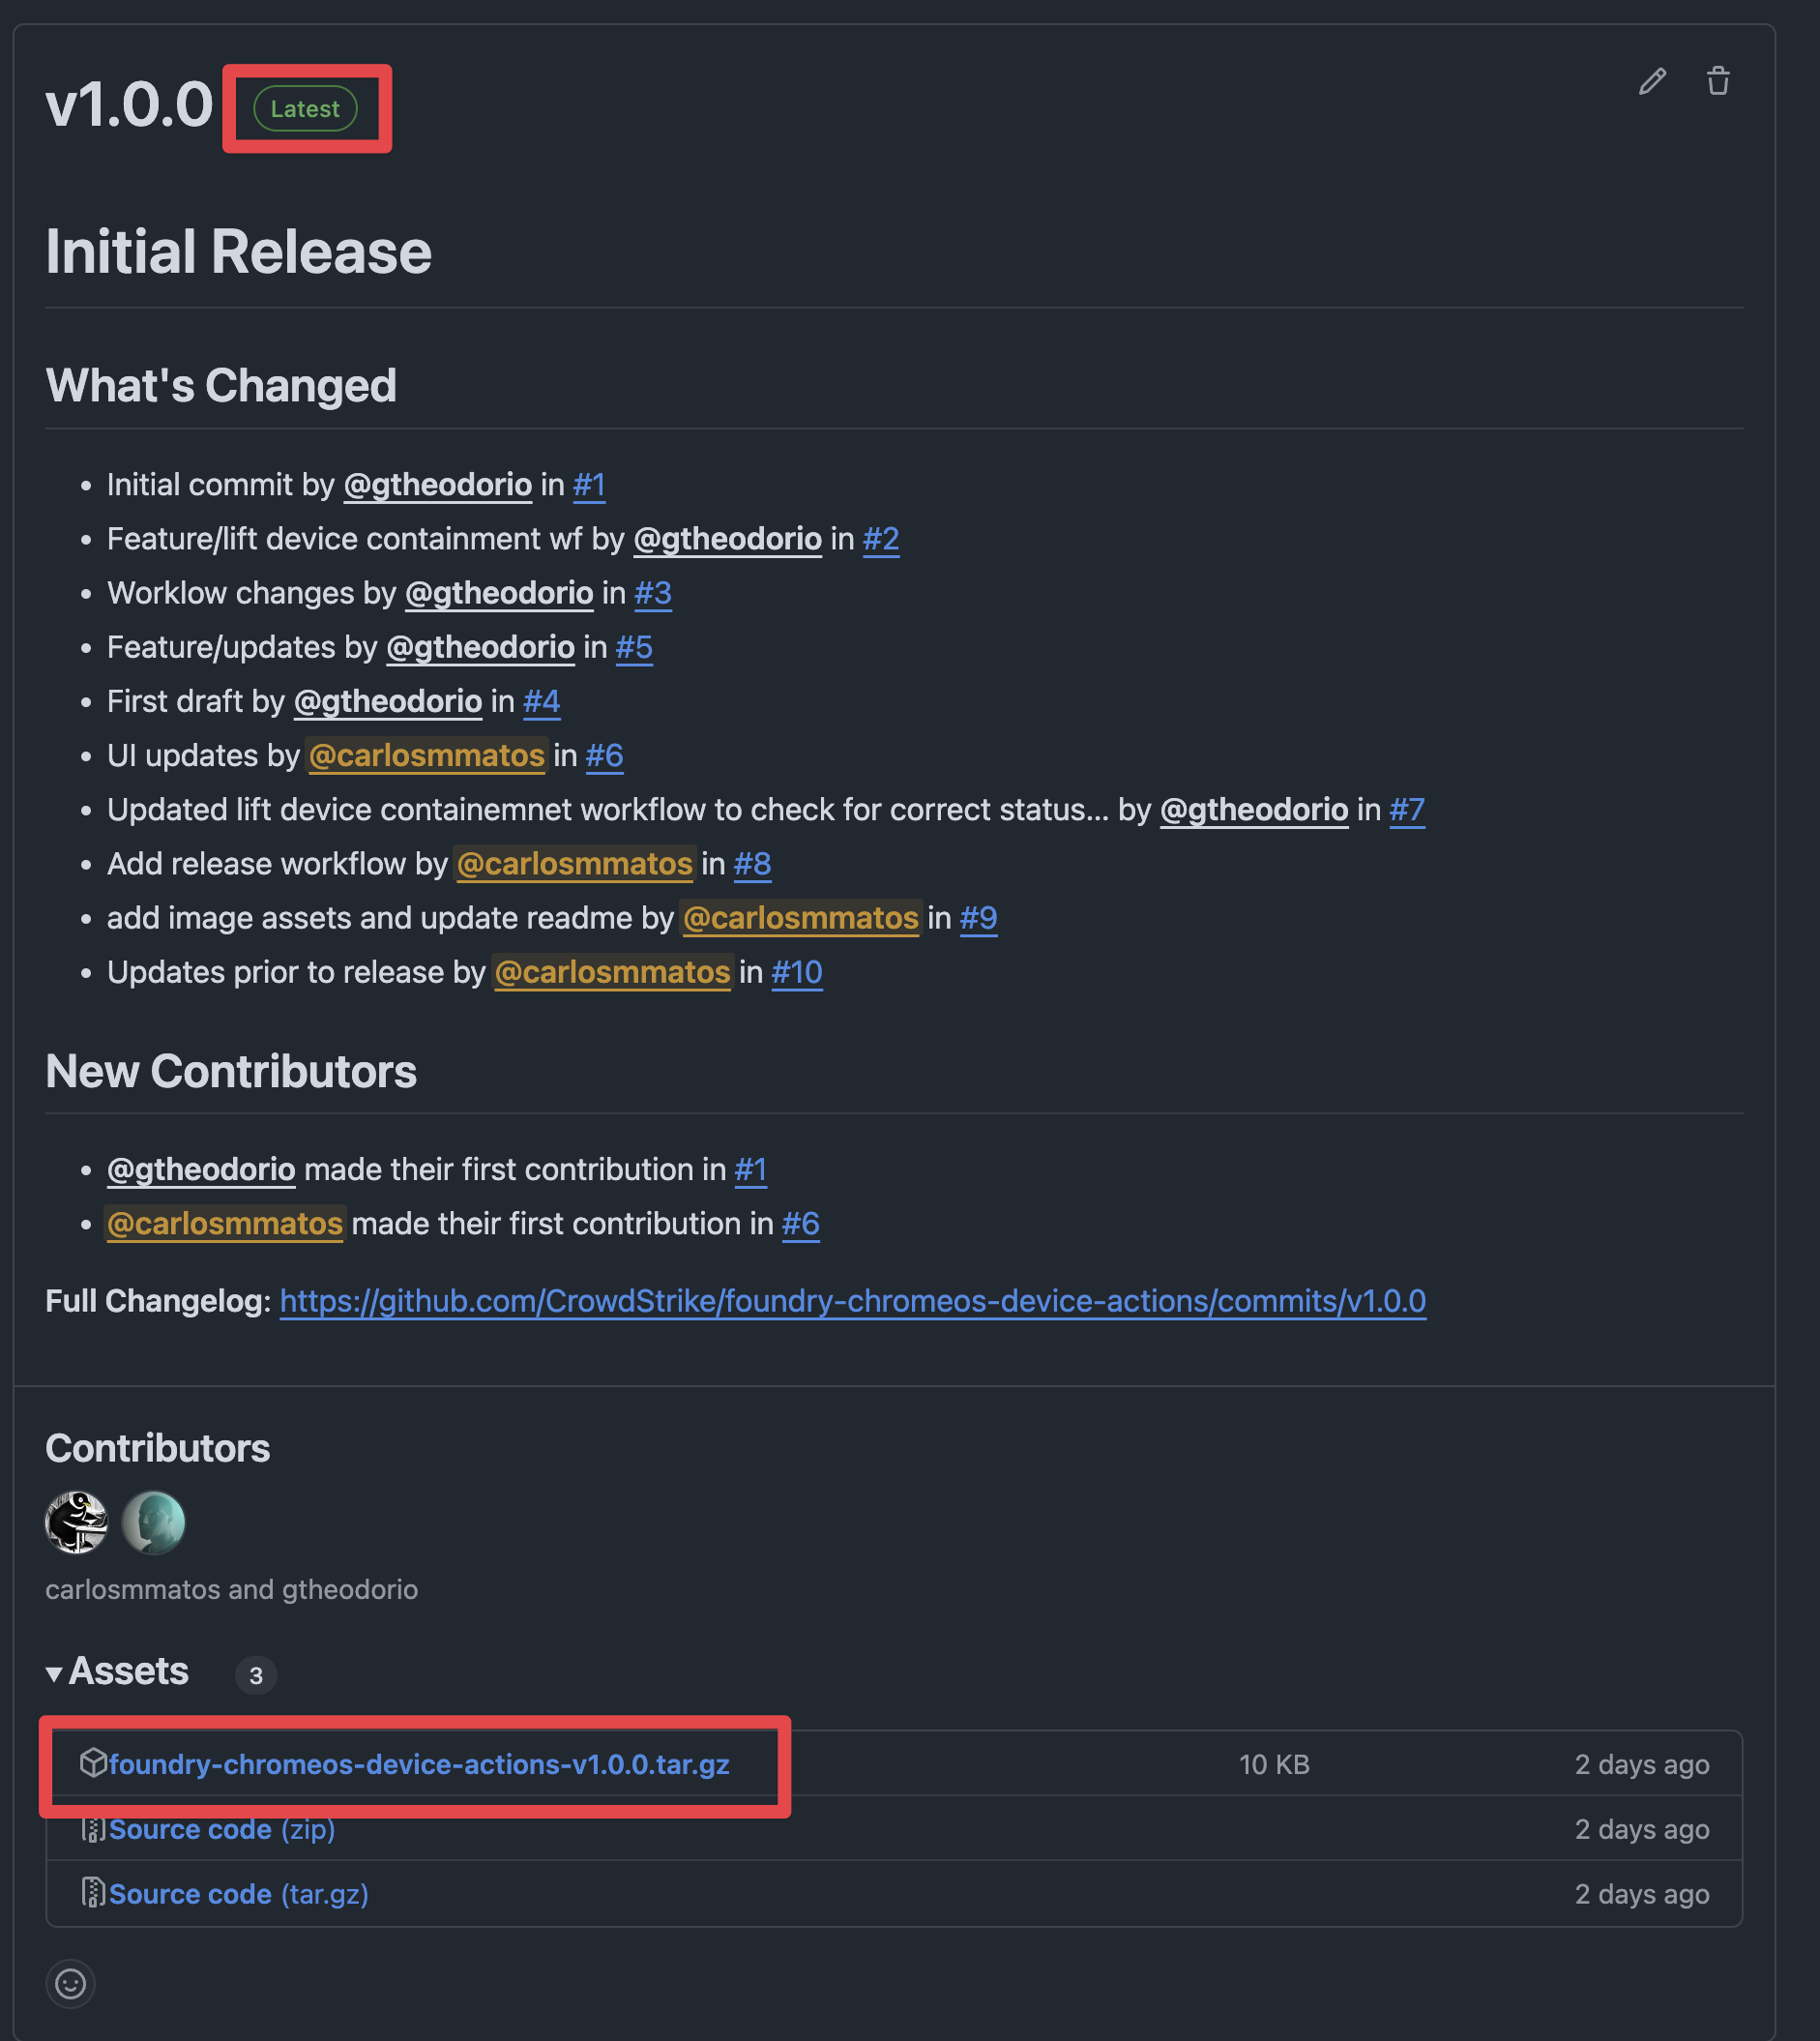 v1.0.0 Latest
Initial Release
What's Changed
Initial commit by @gtheodorio in #1
Feature/lift device containment wf by @gtheodorio in #2
Worklow changes by @gtheodorio in #3
Feature/updates by @gtheodorio in #5
First draft by @gtheodorio in #4
UI updates by @carlosmmatos in #6
Updated lift device containemnet workflow to check for correct status... by @gtheodorio in #7
Add release workflow by @carlosmmatos in #8
add image assets and update readme by @carlosmmatos in #9
Updates prior to release by @carlosmmatos in #10
New Contributors
@gtheodorio made their first contribution in #1
@carlosmmatos made their first contribution in #6
Full Changelog: https://github.com/CrowdStrike/foundry-chromeos-device-actions/commits/v1.0.0
Contributors
carlosmmatos and gtheodorio
Assets 3
foundry-chromeos-device-actions-v1.0.0.tar.gz 10 KB 2 days ago
Source code (zip) 2 days ago
Source code (tar.gz) 2 days ago